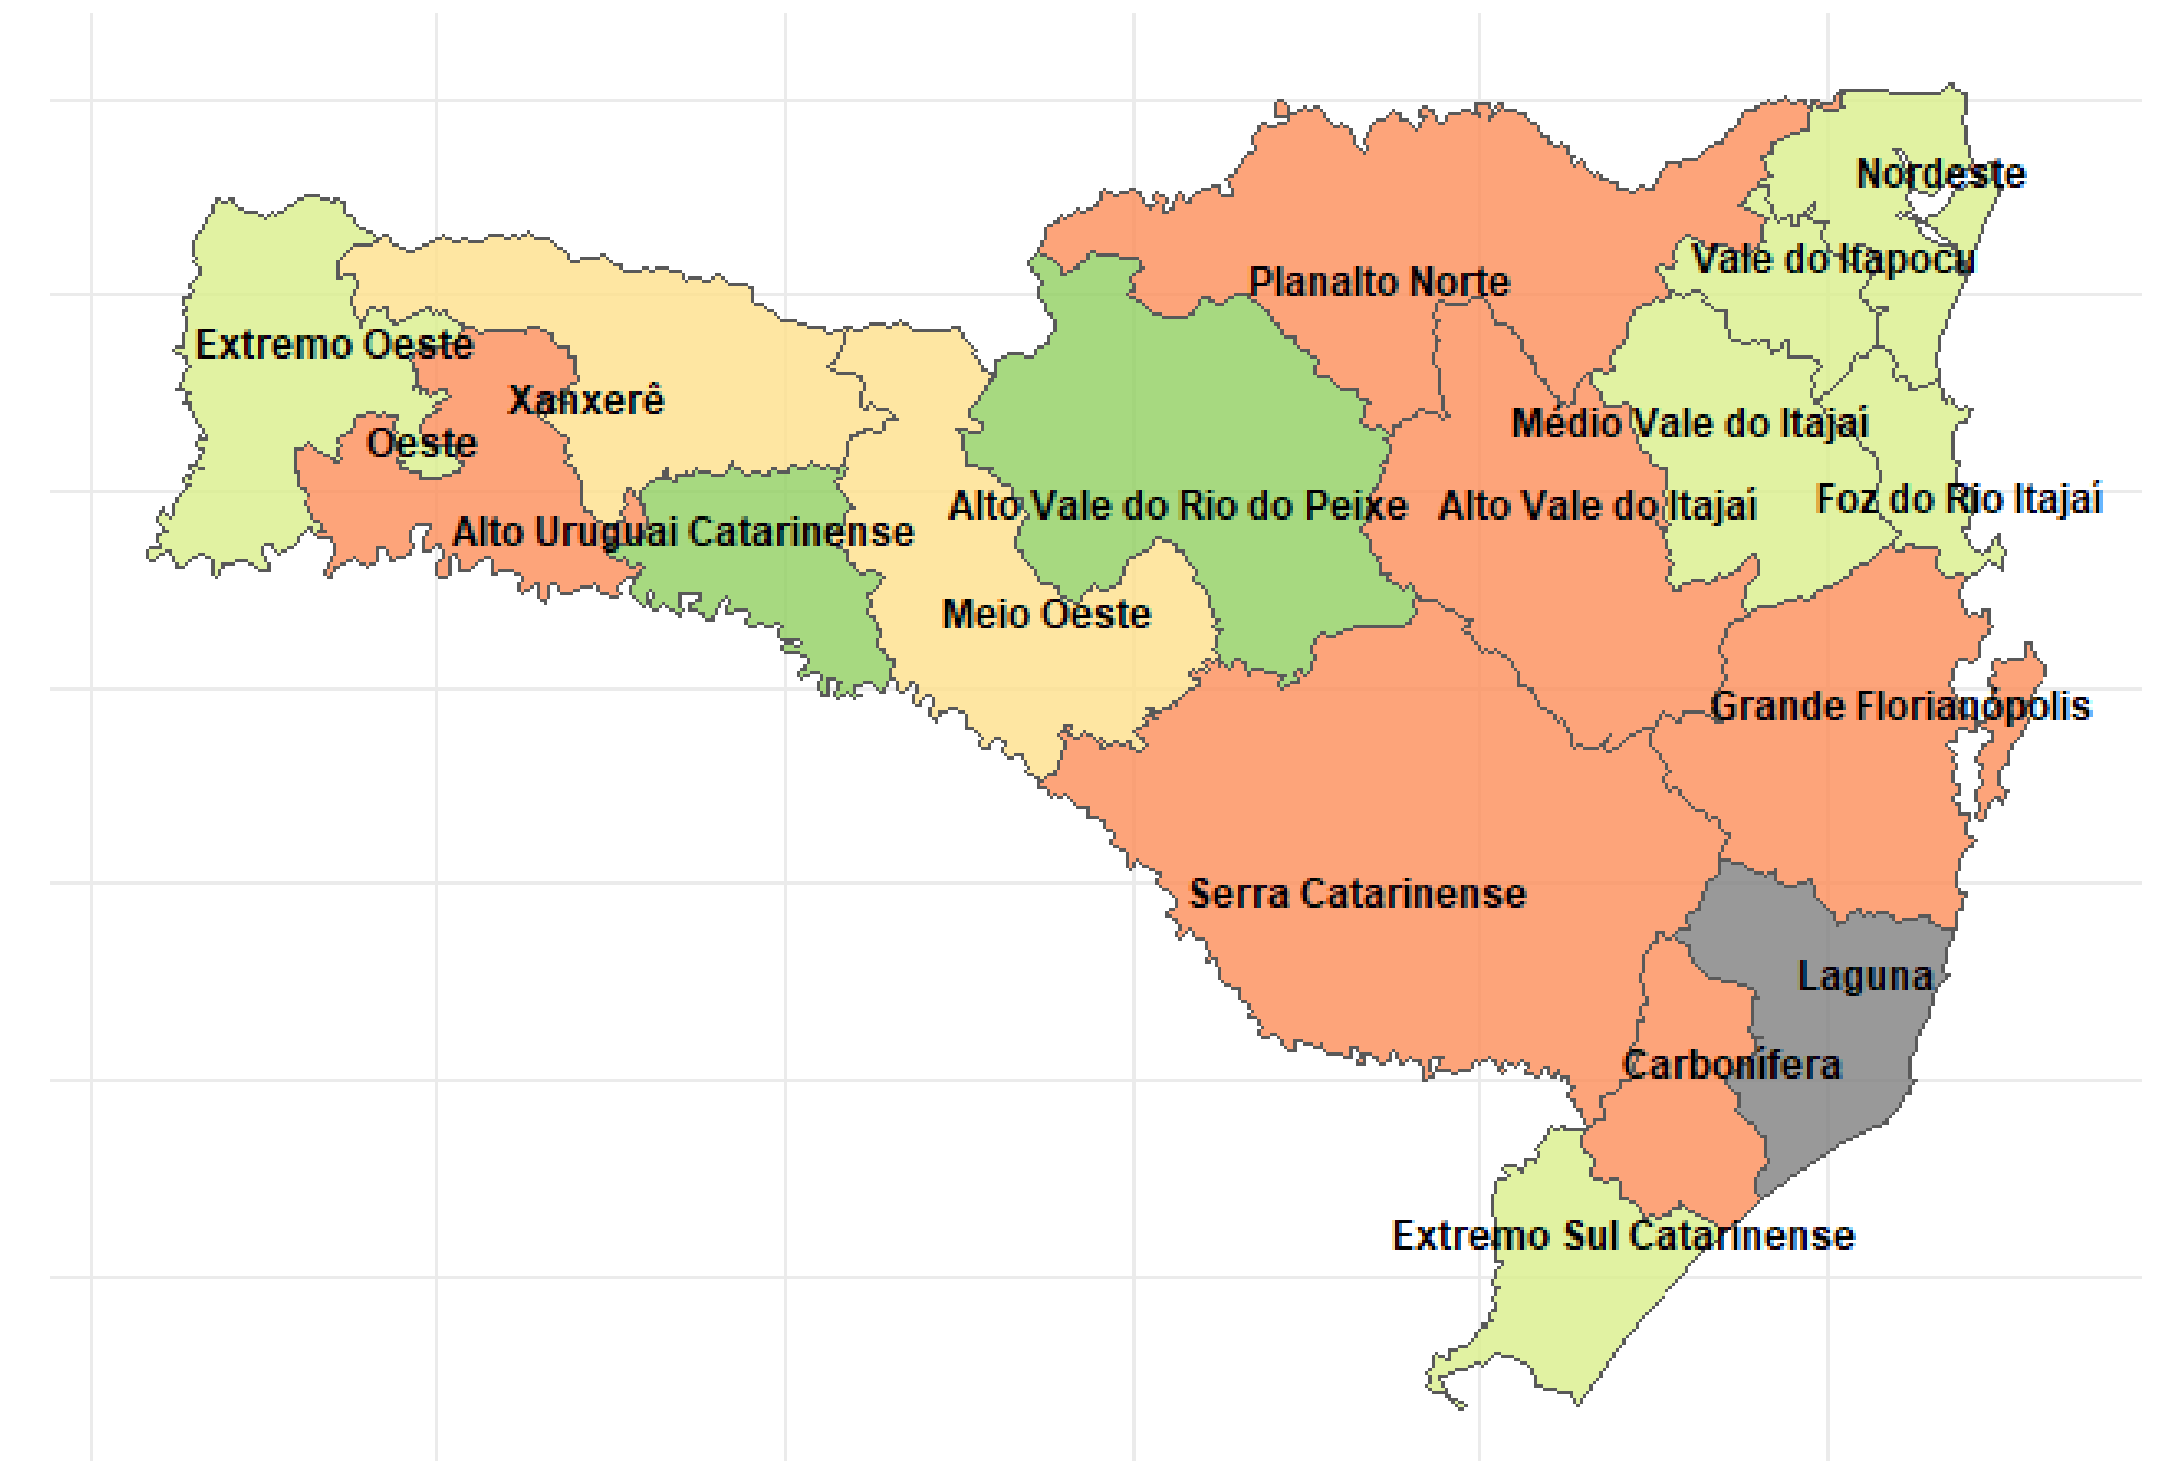 Nordeste
Vale do Itapocu
Planalto Norte
Extremo Oeste
Xanxerê
Médio Vale do Itajaí
Oeste
Foz do Rio Itajaí
Alto Vale do Rio do Peixe
Alto Vale do Itajaí
Alto Uruguai Catarinense
Meio Oeste
Grande Florianópolis
Serra Catarinense
Laguna
Carbonífera
Extremo Sul Catarinense